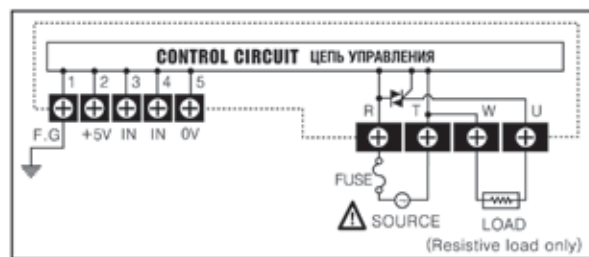 CONTROL CIRCUIT ЦЕПЬ УПРАВЛЕНИЯ
1 2 3 4 5
F.G +5V IN IN 0V
R T W U
FUSE
SOURCE
LOAD
(Resistive load only)